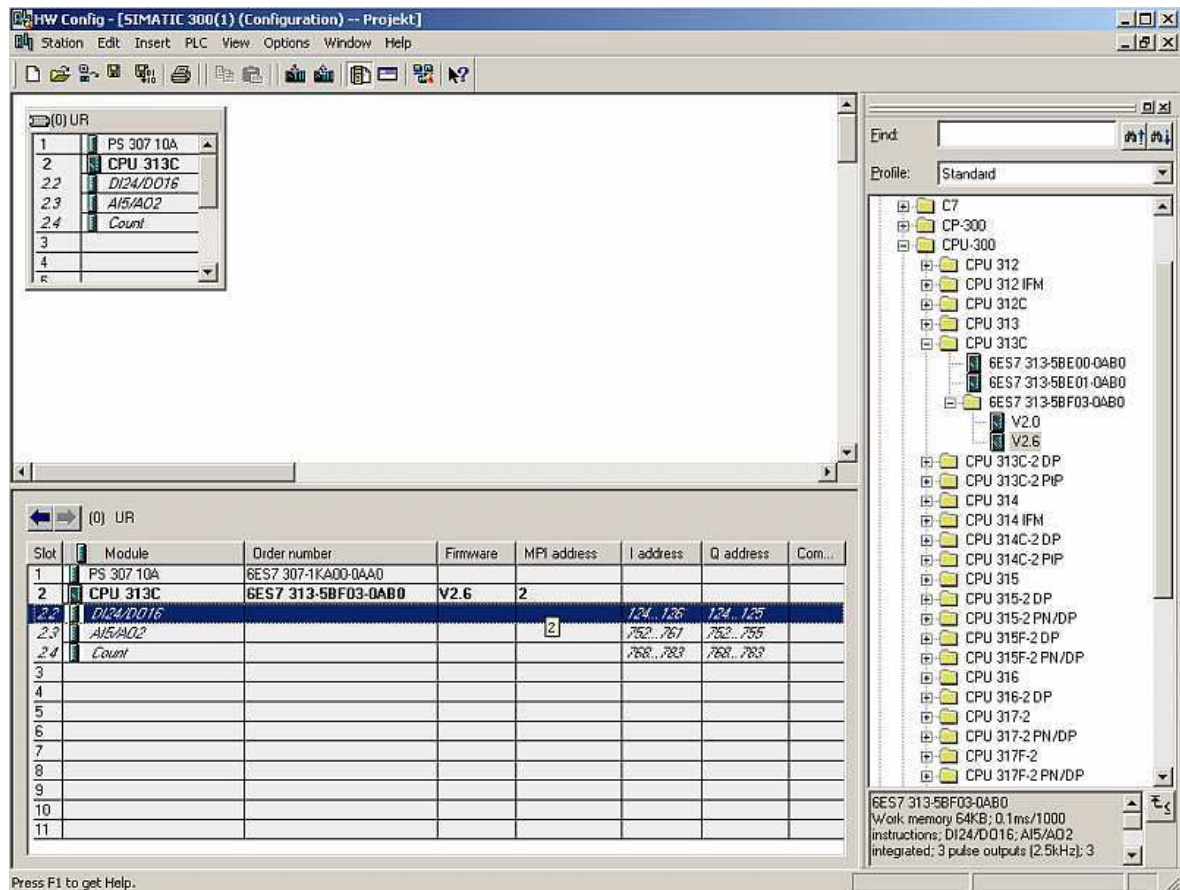 HW Config - [SIMATIC 300(1) (Configuration) -- Projekt]
Station Edit Insert PLC View Options Window Help
(0) UR
1 PS 307 10A
2 CPU 313C
2.2 DI24/DO16
2.3 AI5/AO2
2.4 Count
3
4
5
Find:
Profile: Standard
C7
CP-300
CPU-300
CPU 312
CPU 312 IFM
CPU 312C
CPU 313
CPU 313C
6ES7 313-5BE00-0AB0
6ES7 313-5BE01-0AB0
6ES7 313-5BF03-0AB0
V2.0
V2.6
CPU 313C-2 DP
CPU 313C-2 PtP
CPU 314
CPU 314 IFM
CPU 314C-2 DP
CPU 314C-2 PtP
CPU 315
CPU 315-2 DP
CPU 315-2 PN/DP
CPU 315F-2 DP
CPU 315F-2 PN/DP
CPU 316
CPU 316-2 DP
CPU 317-2
CPU 317-2 PN/DP
CPU 317F-2
CPU 317F-2 PN/DP
6ES7 313-5BF03-0AB0
Work memory 64KB; 0.1ms/1000
instructions; DI24/DO16; AI5/AO2
integrated; 3 pulse outputs (2.5kHz); 3
(0) UR
Slot Module Order number Firmware MPI address I address Q address Com...
1 PS 307 10A 6ES7 307-1KA00-0AA0
2 CPU 313C 6ES7 313-5BF03-0AB0 V2.6 2
2.2 DI24/DO16 124...126 124...125
2.3 AI5/AO2 2 752...761 752...755
2.4 Count 768...783 768...783
3
4
5
6
7
8
9
10
11
Press F1 to get Help.